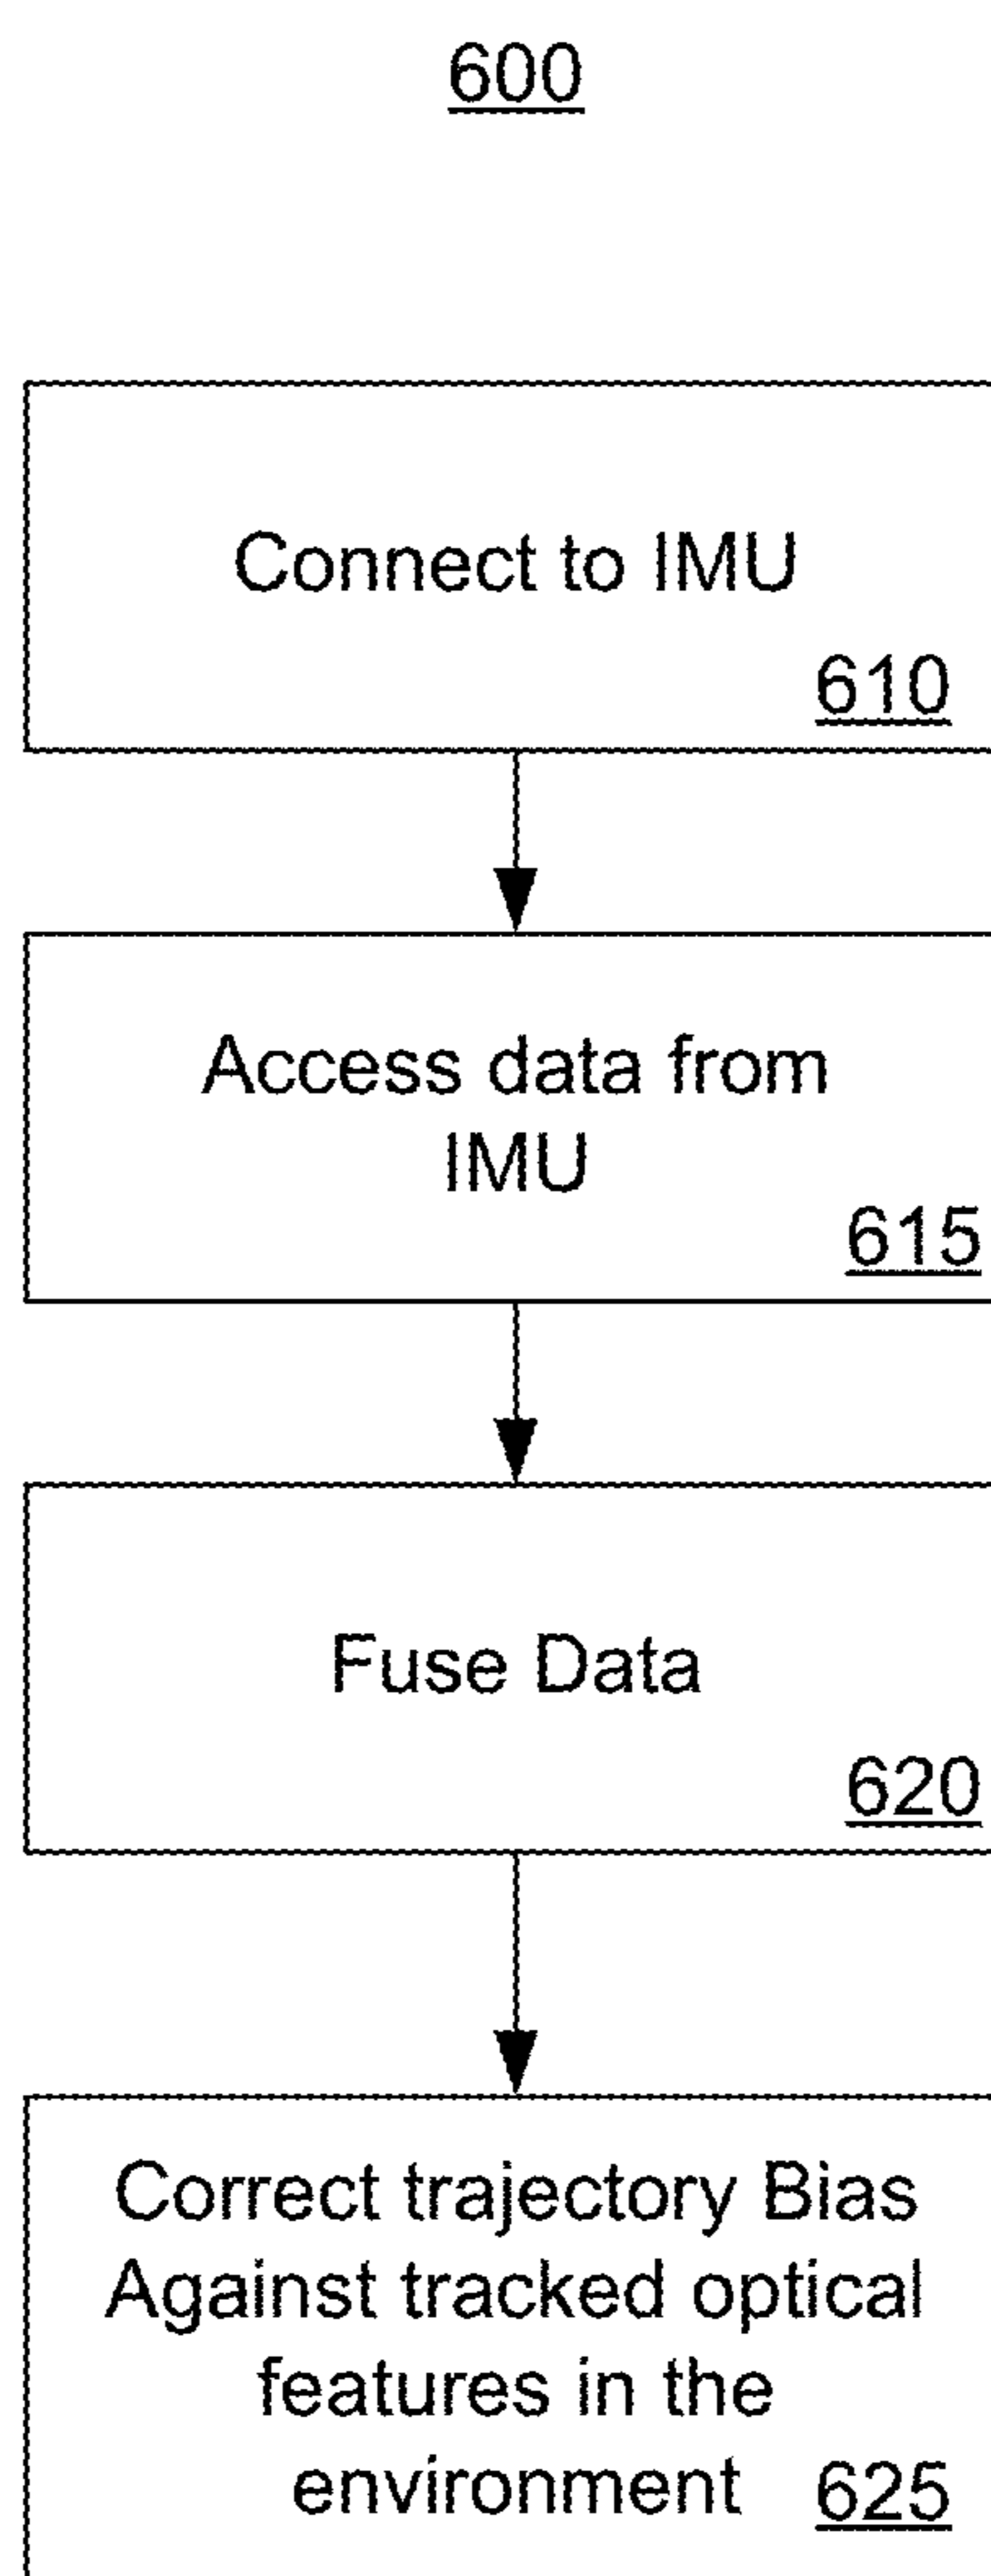 600
Connect to IMU
610
Access data from
IMU
615
Fuse Data
620
Correct trajectory Bias
Against tracked optical
features in the
environment 625